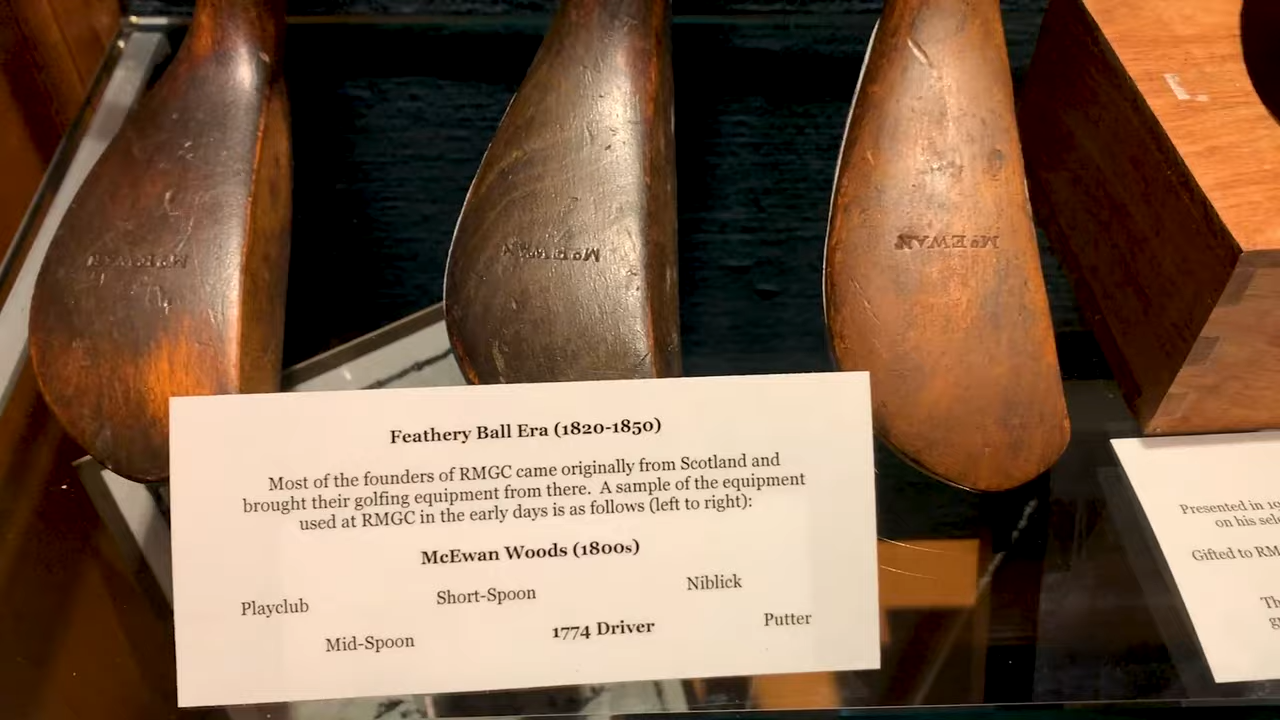 McEWAN
McEWAN
McEWAN
Feathery Ball Era (1820-1850)
Most of the founders of RMGC came originally from Scotland and
brought their golfing equipment from there. A sample of the equipment
used at RMGC in the early days is as follows (left to right):
McEwan Woods (1800s)
Playclub Short-Spoon Niblick
Mid-Spoon 1774 Driver Putter
Presented in
on his
Gifted to